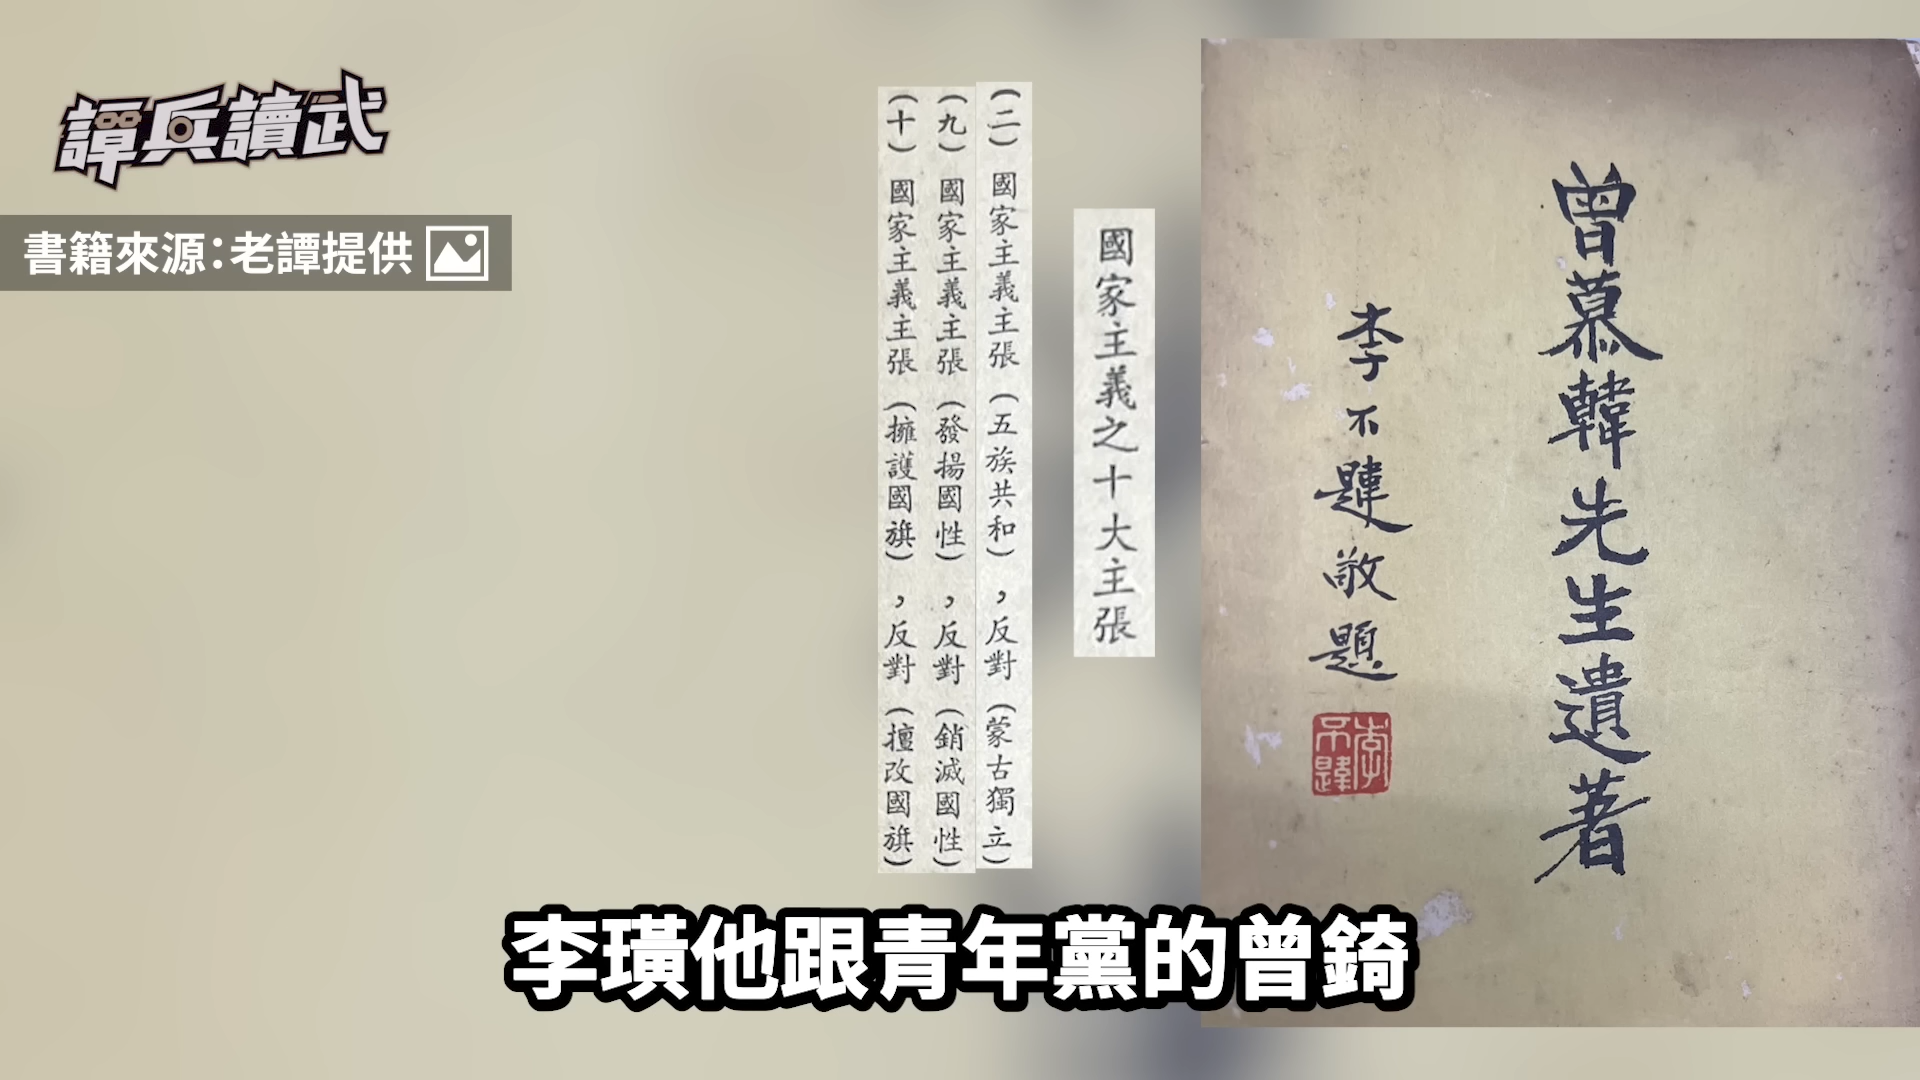 譚兵讀武
書籍來源:老譚提供
曾慕韓先生遺著
李不韙敬題
李不韙
國家主義之十大主張
(二) 國家主義主張 (五族共和) ,反對 (蒙古獨立)
(九) 國家主義主張 (發揚國性) ,反對 (銷滅國性)
(十) 國家主義主張 (擁護國旗) ,反對 (擅改國旗)
李璜他跟青年黨的曾錡